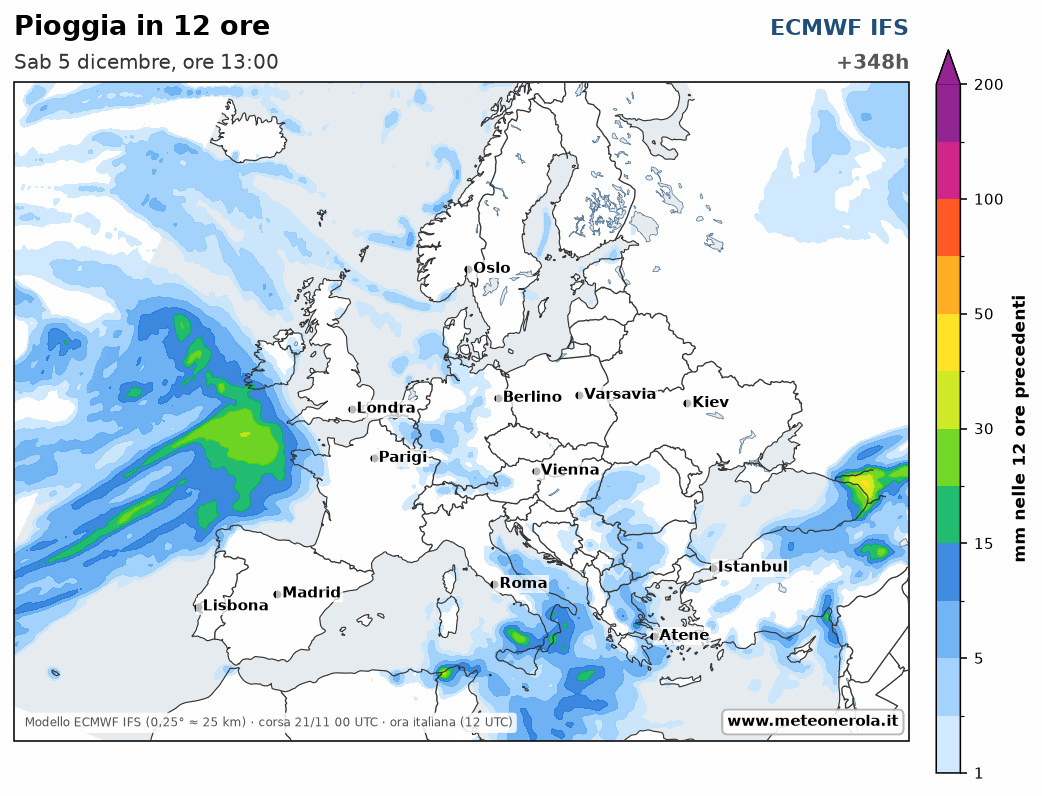 Pioggia in 12 ore
ECMWF IFS
Sab 5 dicembre, ore 13:00
+348h
200
100
50
30
15
5
1
mm nelle 12 ore precedenti
Oslo
Londra
Berlino
Varsavia
Kiev
Parigi
Vienna
Istanbul
Roma
Madrid
Lisbona
Atene
Modello ECMWF IFS (0,25° ≈ 25 km) · corsa 21/11 00 UTC · ora italiana (12 UTC)
www.meteonerola.it